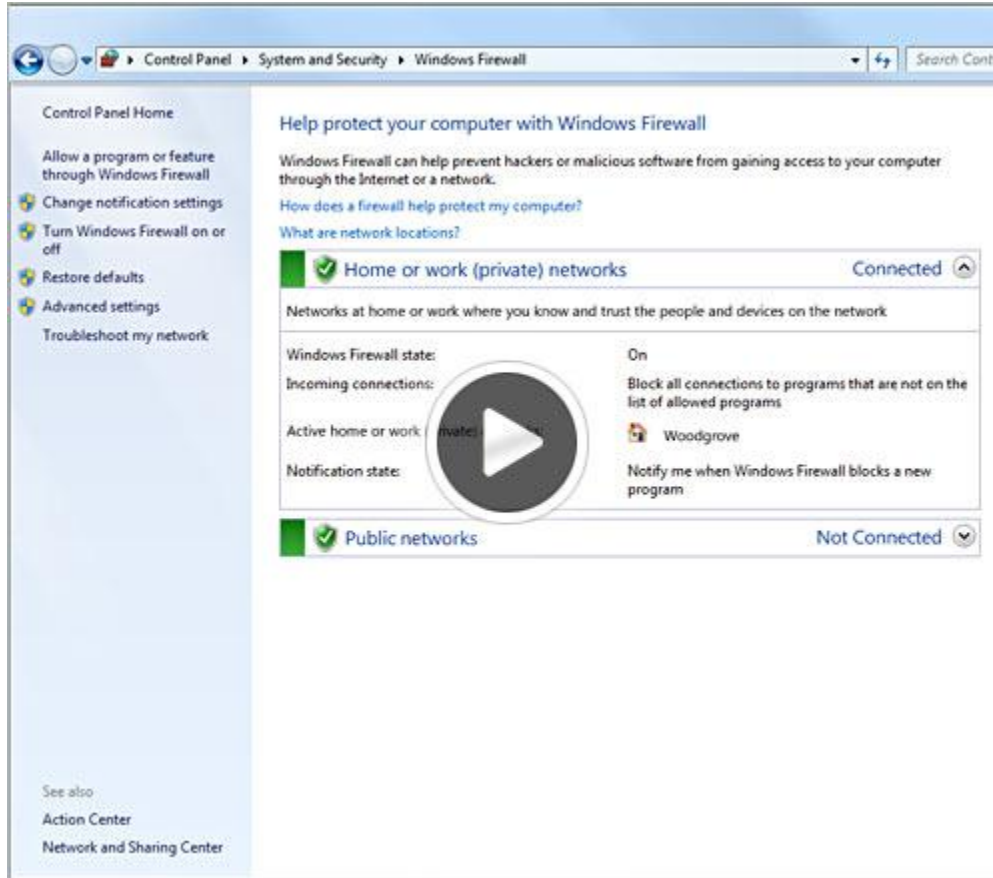 Control Panel ▸ System and Security ▸ Windows Firewall
Search Cont
Control Panel Home
Allow a program or feature
through Windows Firewall
Change notification settings
Turn Windows Firewall on or
off
Restore defaults
Advanced settings
Troubleshoot my network
See also
Action Center
Network and Sharing Center
Help protect your computer with Windows Firewall
Windows Firewall can help prevent hackers or malicious software from gaining access to your computer
through the Internet or a network.
How does a firewall help protect my computer?
What are network locations?
Home or work (private) networks Connected
Networks at home or work where you know and trust the people and devices on the network
Windows Firewall state: On
Incoming connections: Block all connections to programs that are not on the
list of allowed programs
Active home or work Woodgrove
Notification state: Notify me when Windows Firewall blocks a new
program
Public networks Not Connected